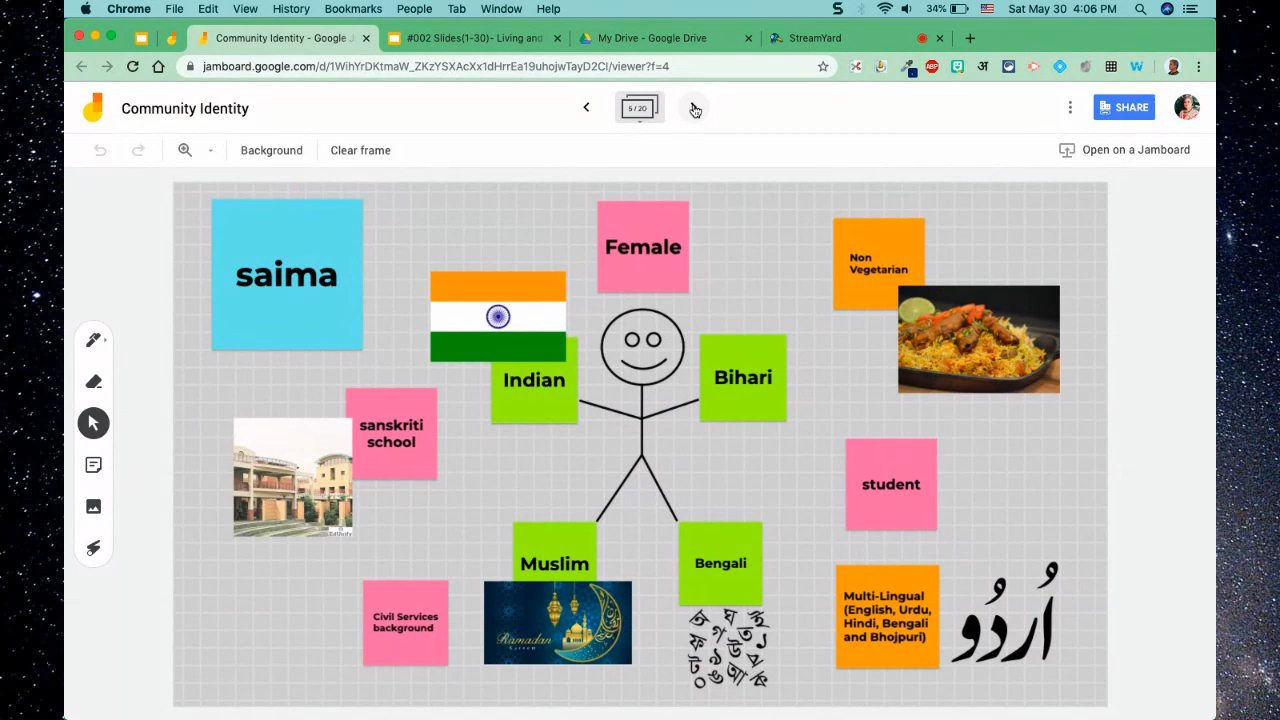 Chrome File Edit View History Bookmarks People Tab Window Help
34% Sat May 30 4:06 PM
Community Identity - Google J
#002 Slides(1-30)- Living and
My Drive - Google Drive
StreamYard
jamboard.google.com/d/1WihYrDKtmaW_ZKzYSXAcXx1dHrrEa19uhojwTayD2CI/viewer?f=4
ABP
अ
W
Community Identity
5 / 20
SHARE
Background
Clear frame
Open on a Jamboard
saima
Female
Non
Vegetarian
Indian
Bihari
sanskriti
school
student
Muslim
Bengali
Civil Services
background
Ramadan
Kareem
Multi-Lingual
(English, Urdu,
Hindi, Bengali
and Bhojpuri)
اُردُو